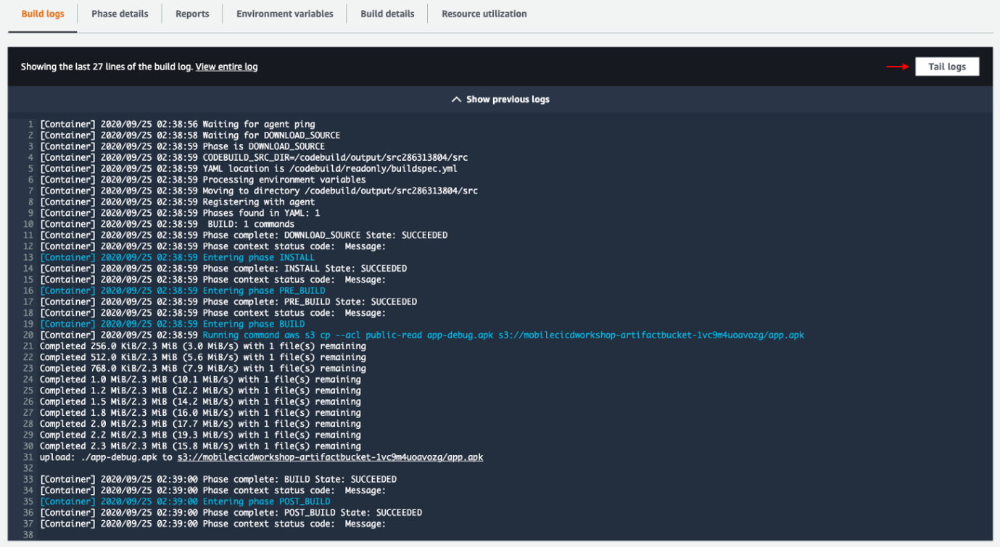 Build logs Phase details Reports Environment variables Build details Resource utilization
Showing the last 27 lines of the build log. View entire log Tail logs
Show previous logs
1 [Container] 2020/09/25 02:38:56 Waiting for agent ping
2 [Container] 2020/09/25 02:38:58 Waiting for DOWNLOAD_SOURCE
3 [Container] 2020/09/25 02:38:59 Phase is DOWNLOAD_SOURCE
4 [Container] 2020/09/25 02:38:59 CODEBUILD_SRC_DIR=/codebuild/output/src286313804/src
5 [Container] 2020/09/25 02:38:59 YAML location is /codebuild/readonly/buildspec.yml
6 [Container] 2020/09/25 02:38:59 Processing environment variables
7 [Container] 2020/09/25 02:38:59 Moving to directory /codebuild/output/src286313804/src
8 [Container] 2020/09/25 02:38:59 Registering with agent
9 [Container] 2020/09/25 02:38:59 Phases found in YAML: 1
10 [Container] 2020/09/25 02:38:59  BUILD: 1 commands
11 [Container] 2020/09/25 02:38:59 Phase complete: DOWNLOAD_SOURCE State: SUCCEEDED
12 [Container] 2020/09/25 02:38:59 Phase context status code:  Message:
13 [Container] 2020/09/25 02:38:59 Entering phase INSTALL
14 [Container] 2020/09/25 02:38:59 Phase complete: INSTALL State: SUCCEEDED
15 [Container] 2020/09/25 02:38:59 Phase context status code:  Message:
16 [Container] 2020/09/25 02:38:59 Entering phase PRE_BUILD
17 [Container] 2020/09/25 02:38:59 Phase complete: PRE_BUILD State: SUCCEEDED
18 [Container] 2020/09/25 02:38:59 Phase context status code:  Message:
19 [Container] 2020/09/25 02:38:59 Entering phase BUILD
20 [Container] 2020/09/25 02:38:59 Running command aws s3 cp --acl public-read app-debug.apk s3://mobilecicdworkshop-artifactbucket-1vc9m4uoavozg/app.apk
21 Completed 256.0 KiB/2.3 MiB (3.0 MiB/s) with 1 file(s) remaining
22 Completed 512.0 KiB/2.3 MiB (5.6 MiB/s) with 1 file(s) remaining
23 Completed 768.0 KiB/2.3 MiB (7.9 MiB/s) with 1 file(s) remaining
24 Completed 1.0 MiB/2.3 MiB (10.1 MiB/s) with 1 file(s) remaining
25 Completed 1.2 MiB/2.3 MiB (12.2 MiB/s) with 1 file(s) remaining
26 Completed 1.5 MiB/2.3 MiB (14.2 MiB/s) with 1 file(s) remaining
27 Completed 1.8 MiB/2.3 MiB (16.0 MiB/s) with 1 file(s) remaining
28 Completed 2.0 MiB/2.3 MiB (17.7 MiB/s) with 1 file(s) remaining
29 Completed 2.2 MiB/2.3 MiB (19.3 MiB/s) with 1 file(s) remaining
30 Completed 2.3 MiB/2.3 MiB (15.8 MiB/s) with 1 file(s) remaining
31 upload: ./app-debug.apk to s3://mobilecicdworkshop-artifactbucket-1vc9m4uoavozg/app.apk
32
33 [Container] 2020/09/25 02:39:00 Phase complete: BUILD State: SUCCEEDED
34 [Container] 2020/09/25 02:39:00 Phase context status code:  Message:
35 [Container] 2020/09/25 02:39:00 Entering phase POST_BUILD
36 [Container] 2020/09/25 02:39:00 Phase complete: POST_BUILD State: SUCCEEDED
37 [Container] 2020/09/25 02:39:00 Phase context status code:  Message:
38